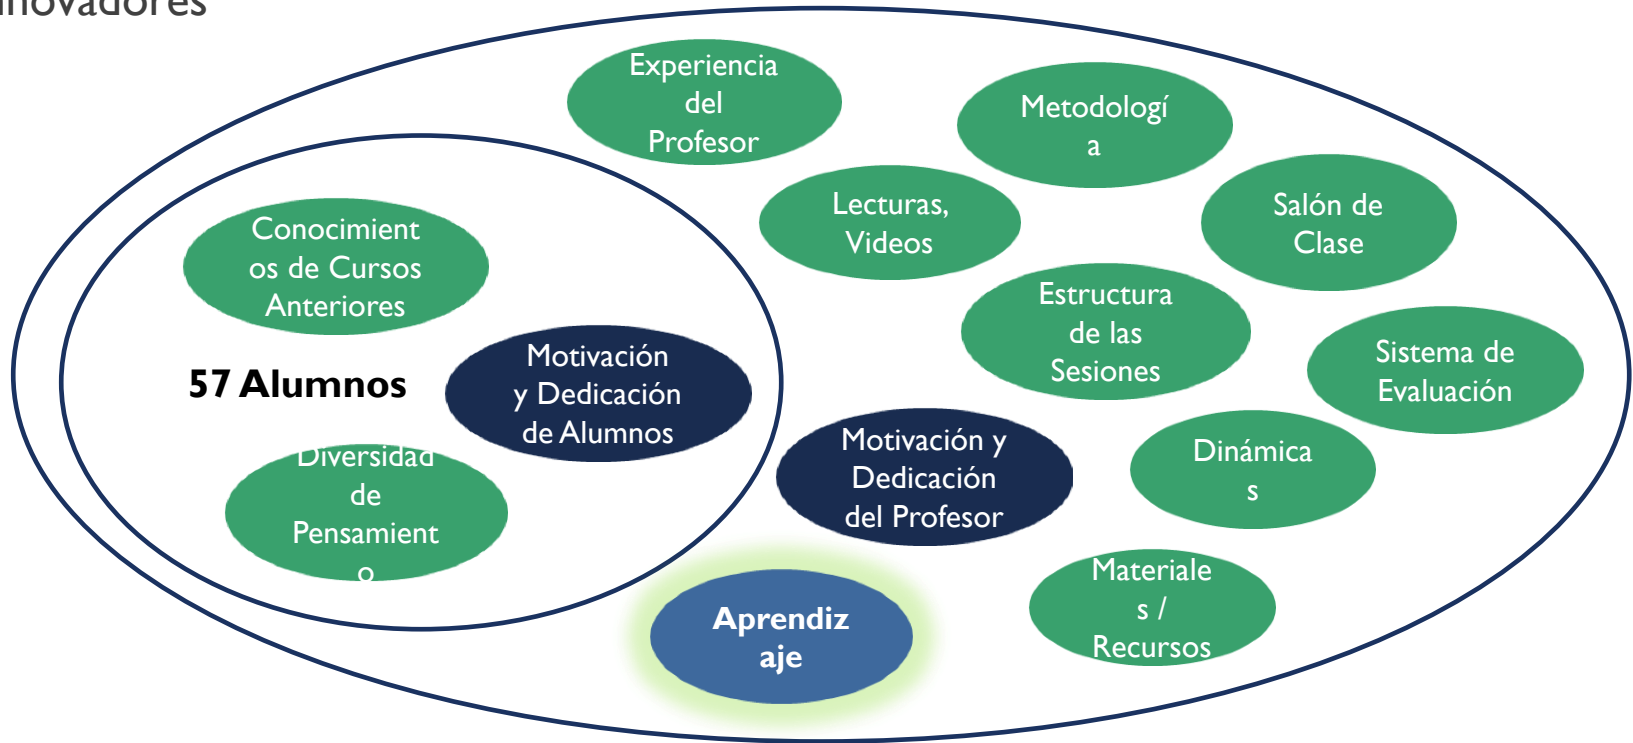 novadores
Experiencia
del
Profesor
Metodologí
a
Lecturas,
Videos
Salón de
Clase
Conocimient
os de Cursos
Anteriores
Estructura
de las
Sesiones
Sistema de
Evaluación
57 Alumnos
Motivación
y Dedicación
de Alumnos
Motivación y
Dedicación
del Profesor
Dinámica
s
Diversidad
de
Pensamient
o
Materiale
s /
Recursos
Aprendiz
aje